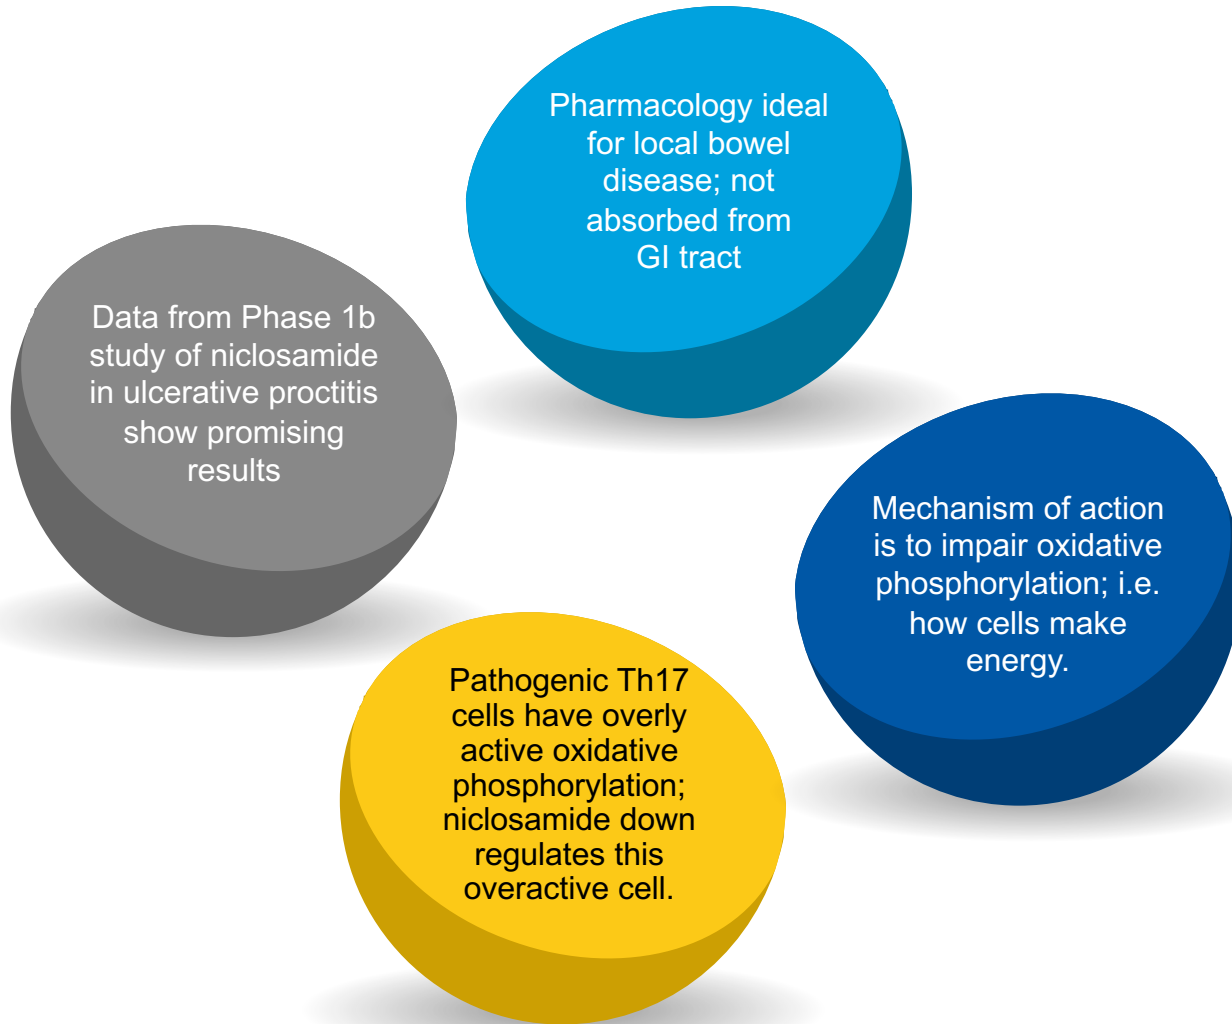 Pharmacology ideal
for local bowel
disease; not
absorbed from
GI tract
Data from Phase 1b
study of niclosamide
in ulcerative proctitis
show promising
results
Mechanism of action
is to impair oxidative
phosphorylation; i.e.
how cells make
energy.
Pathogenic Th17
cells have overly
active oxidative
phosphorylation;
niclosamide down
regulates this
overactive cell.